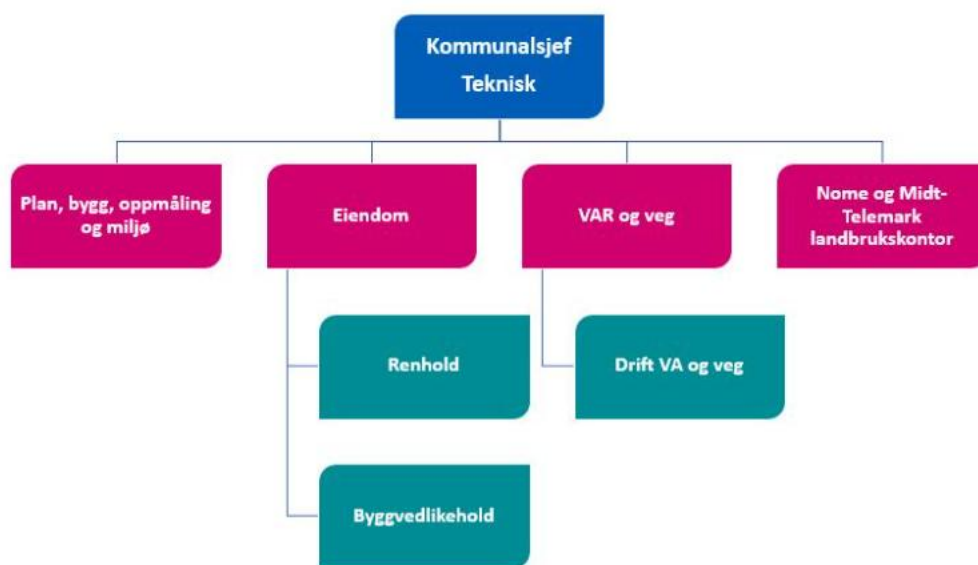 Kommunalsjef
Teknisk
Plan, bygg, oppmåling
og miljø
Eiendom
VAR og veg
Nome og Midt-
Telemark
landbrukskontor
Renhold
Drift VA og veg
Byggvedlikehold